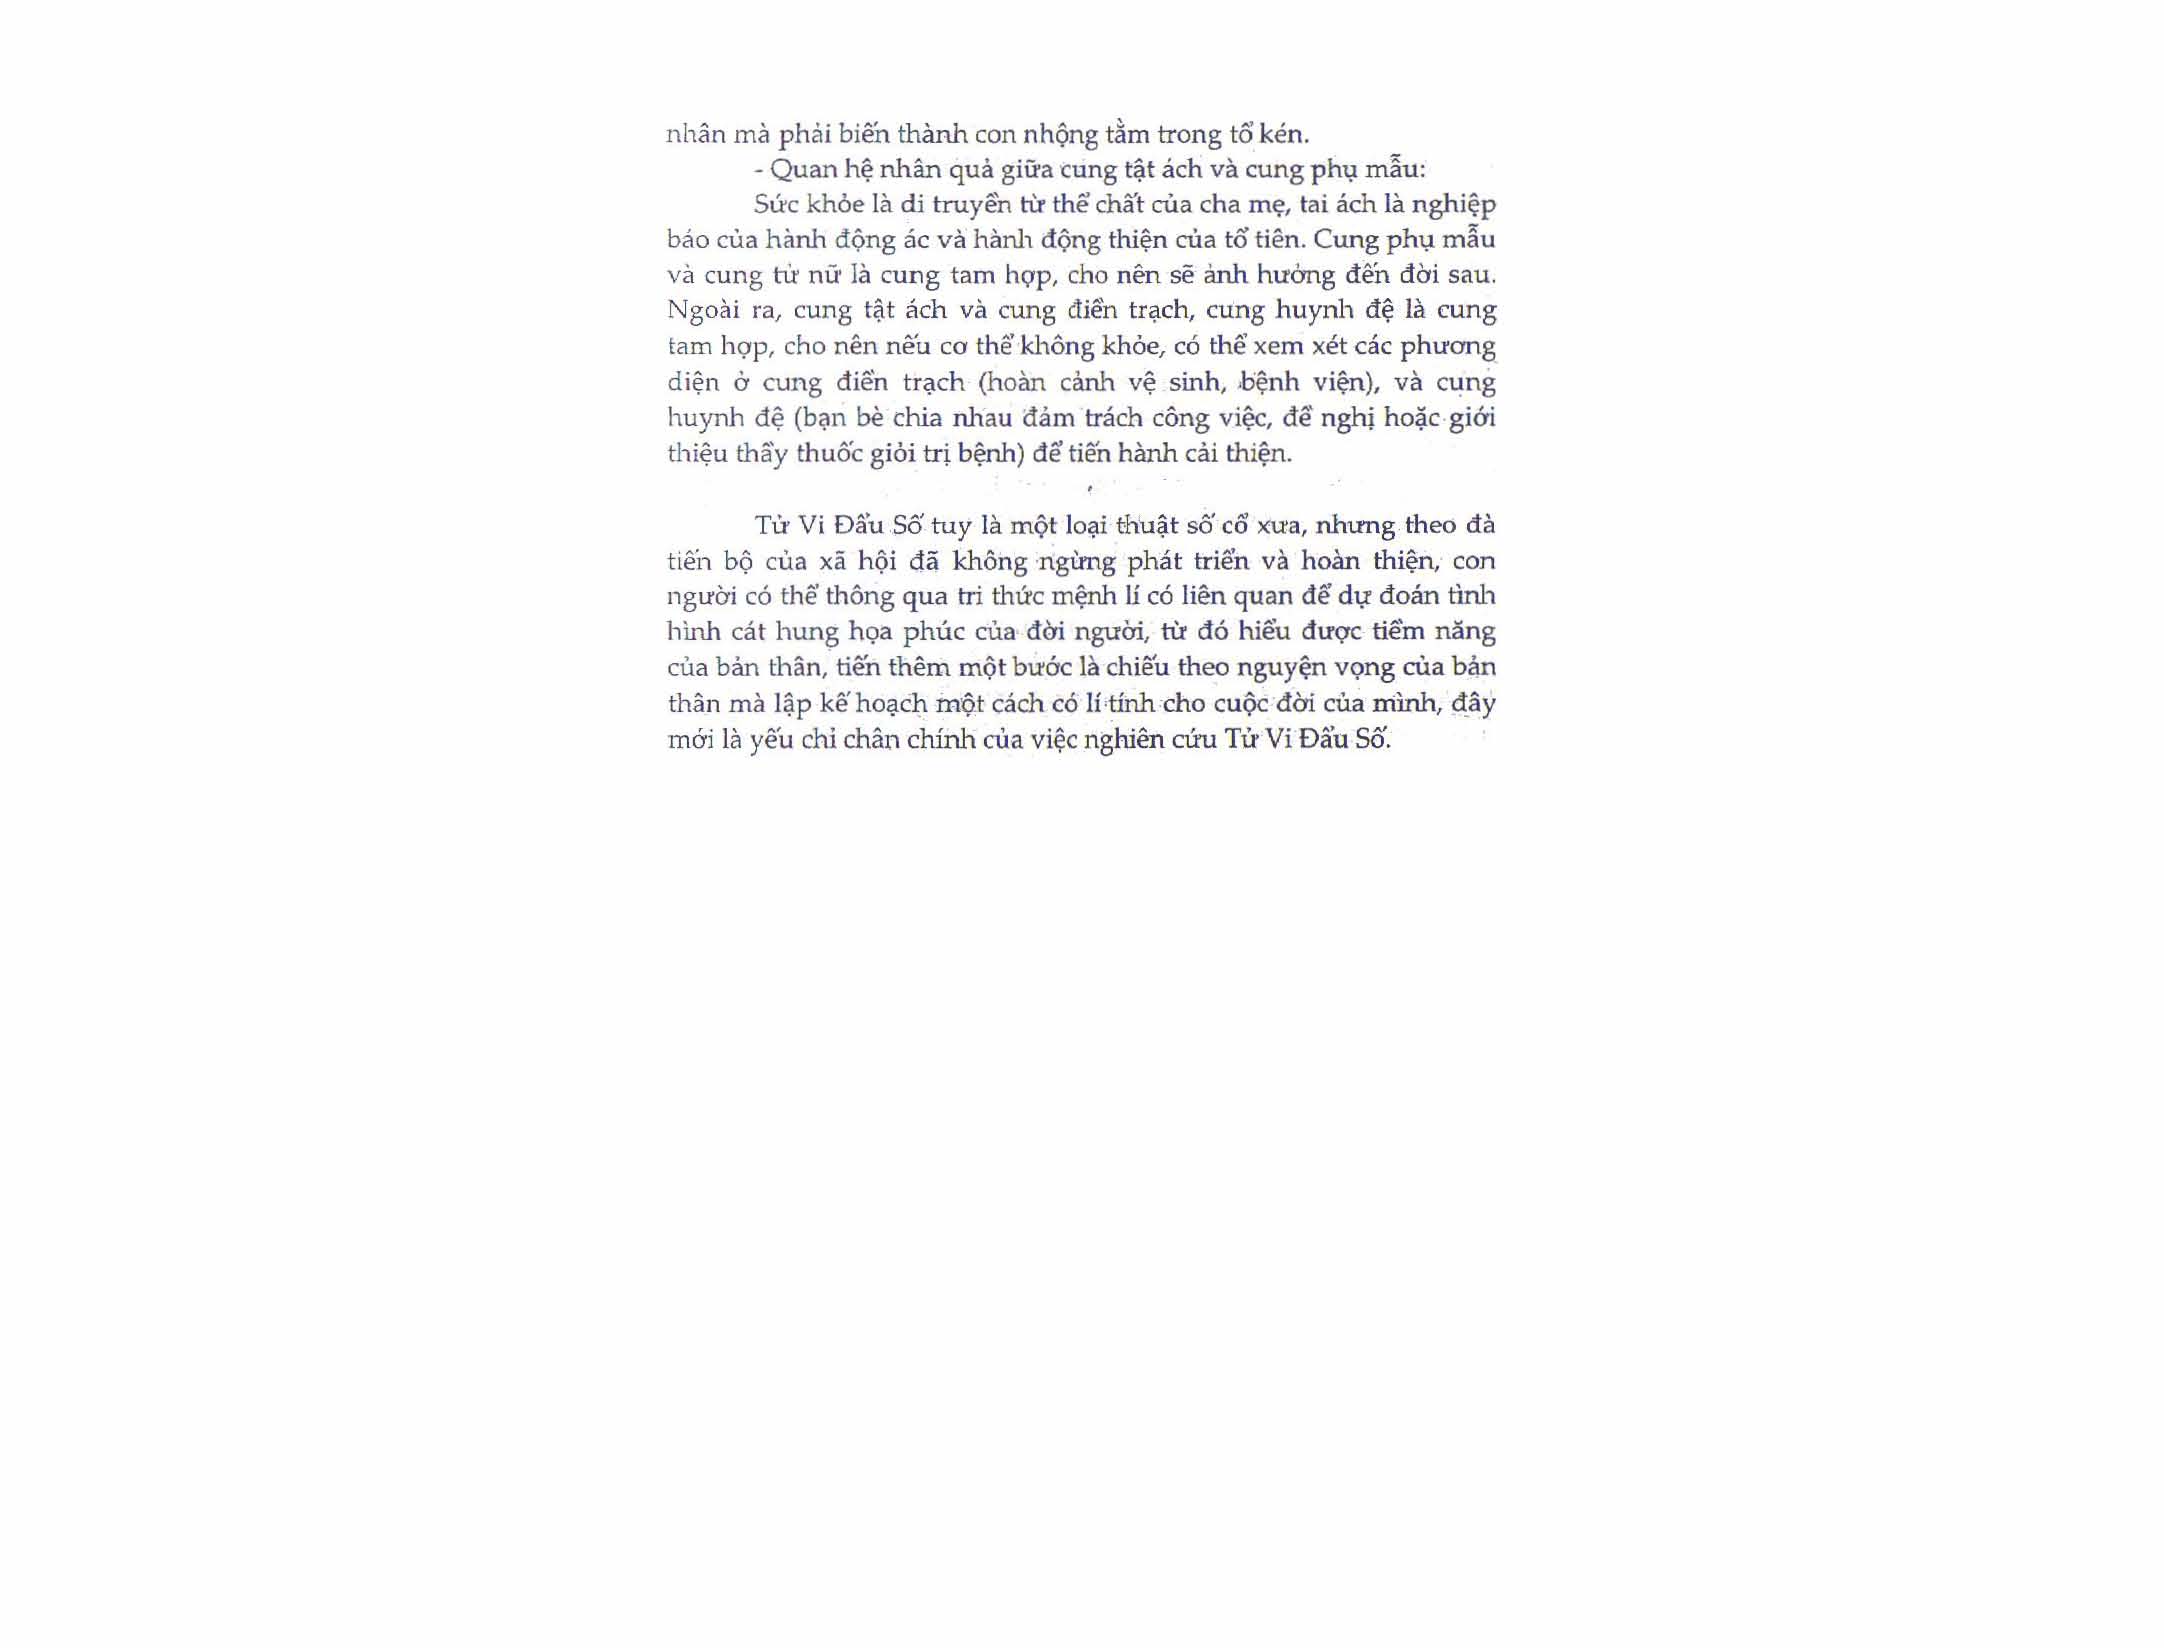 nhân mà phải biến thành con nhộng tằm trong tổ kén.
- Quan hệ nhân quả giữa cung tật ách và cung phụ mẫu:
Sức khỏe là di truyền từ thể chất của cha mẹ, tai ách là nghiệp
báo của hành động ác và hành động thiện của tổ tiên. Cung phụ mẫu
và cung tử nữ là cung tam hợp, cho nên sẽ ảnh hưởng đến đời sau.
Ngoài ra, cung tật ách và cung điền trạch, cung huynh đệ là cung
tam hợp, cho nên nếu cơ thể không khỏe, có thể xem xét các phương
diện ở cung điền trạch (hoàn cảnh vệ sinh, bệnh viện), và cung
huynh đệ (bạn bè chia nhau đảm trách công việc, đề nghị hoặc giới
thiệu thầy thuốc giỏi trị bệnh) để tiến hành cải thiện.
Tử Vi Đẩu Số tuy là một loại thuật số cổ xưa, nhưng theo đà
tiến bộ của xã hội đã không ngừng phát triển và hoàn thiện, con
người có thể thông qua tri thức mệnh lí có liên quan để dự đoán tình
hình cát hung họa phúc của đời người, từ đó hiểu được tiềm năng
của bản thân, tiến thêm một bước là chiếu theo nguyện vọng của bản
thân mà lập kế hoạch một cách có lí tính cho cuộc đời của mình, đây
mới là yếu chỉ chân chính của việc nghiên cứu Tử Vi Đẩu Số.